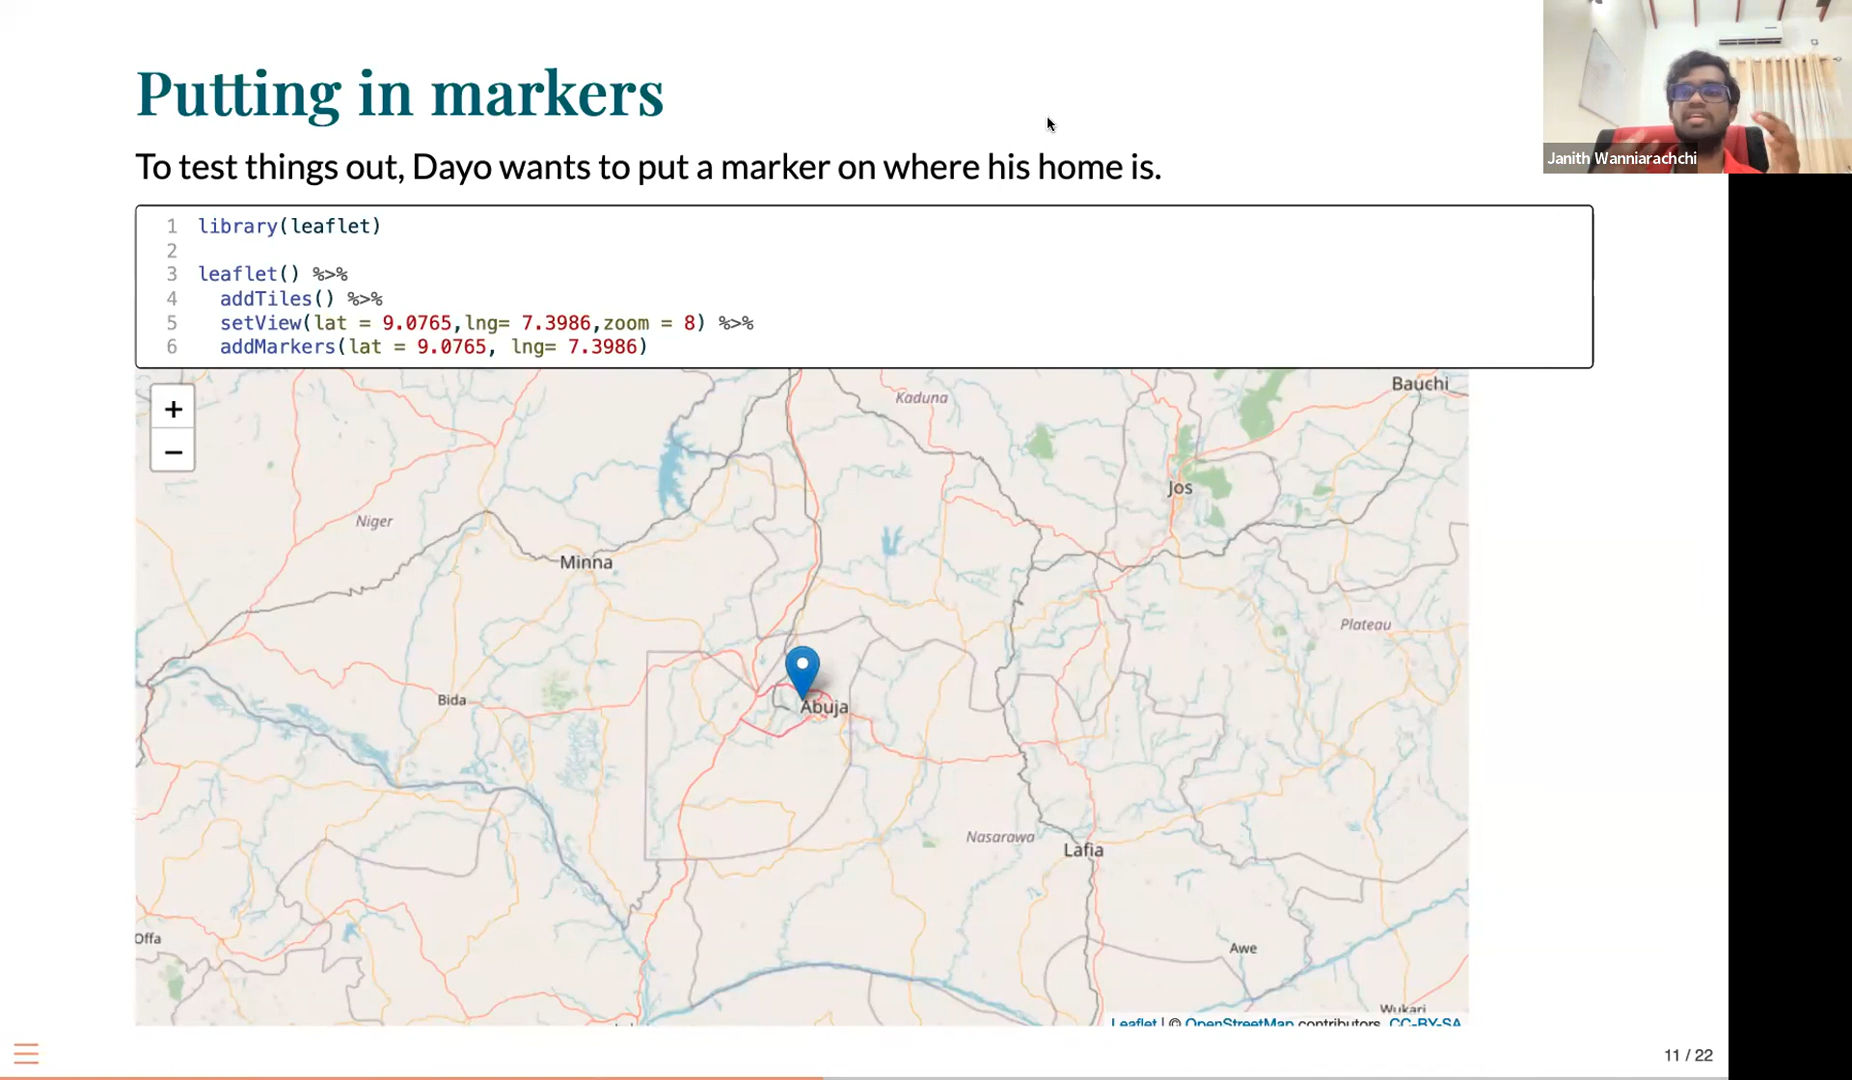 Putting in markers
Janith Wanniarachchi
To test things out, Dayo wants to put a marker on where his home is.
1 library(leaflet)
2
3 leaflet() %>%
4 addTiles() %>%
5 setView(lat = 9.0765,lng= 7.3986,zoom = 8) %>%
6 addMarkers(lat = 9.0765, lng= 7.3986)
+
−
Bauchi
Kaduna
Jos
Niger
Minna
Plateau
Bida
Abuja
Nasarawa
Lafia
Offa
Awe
Wukari
Leaflet | © OpenStreetMap contributors, CC-BY-SA
11 / 22